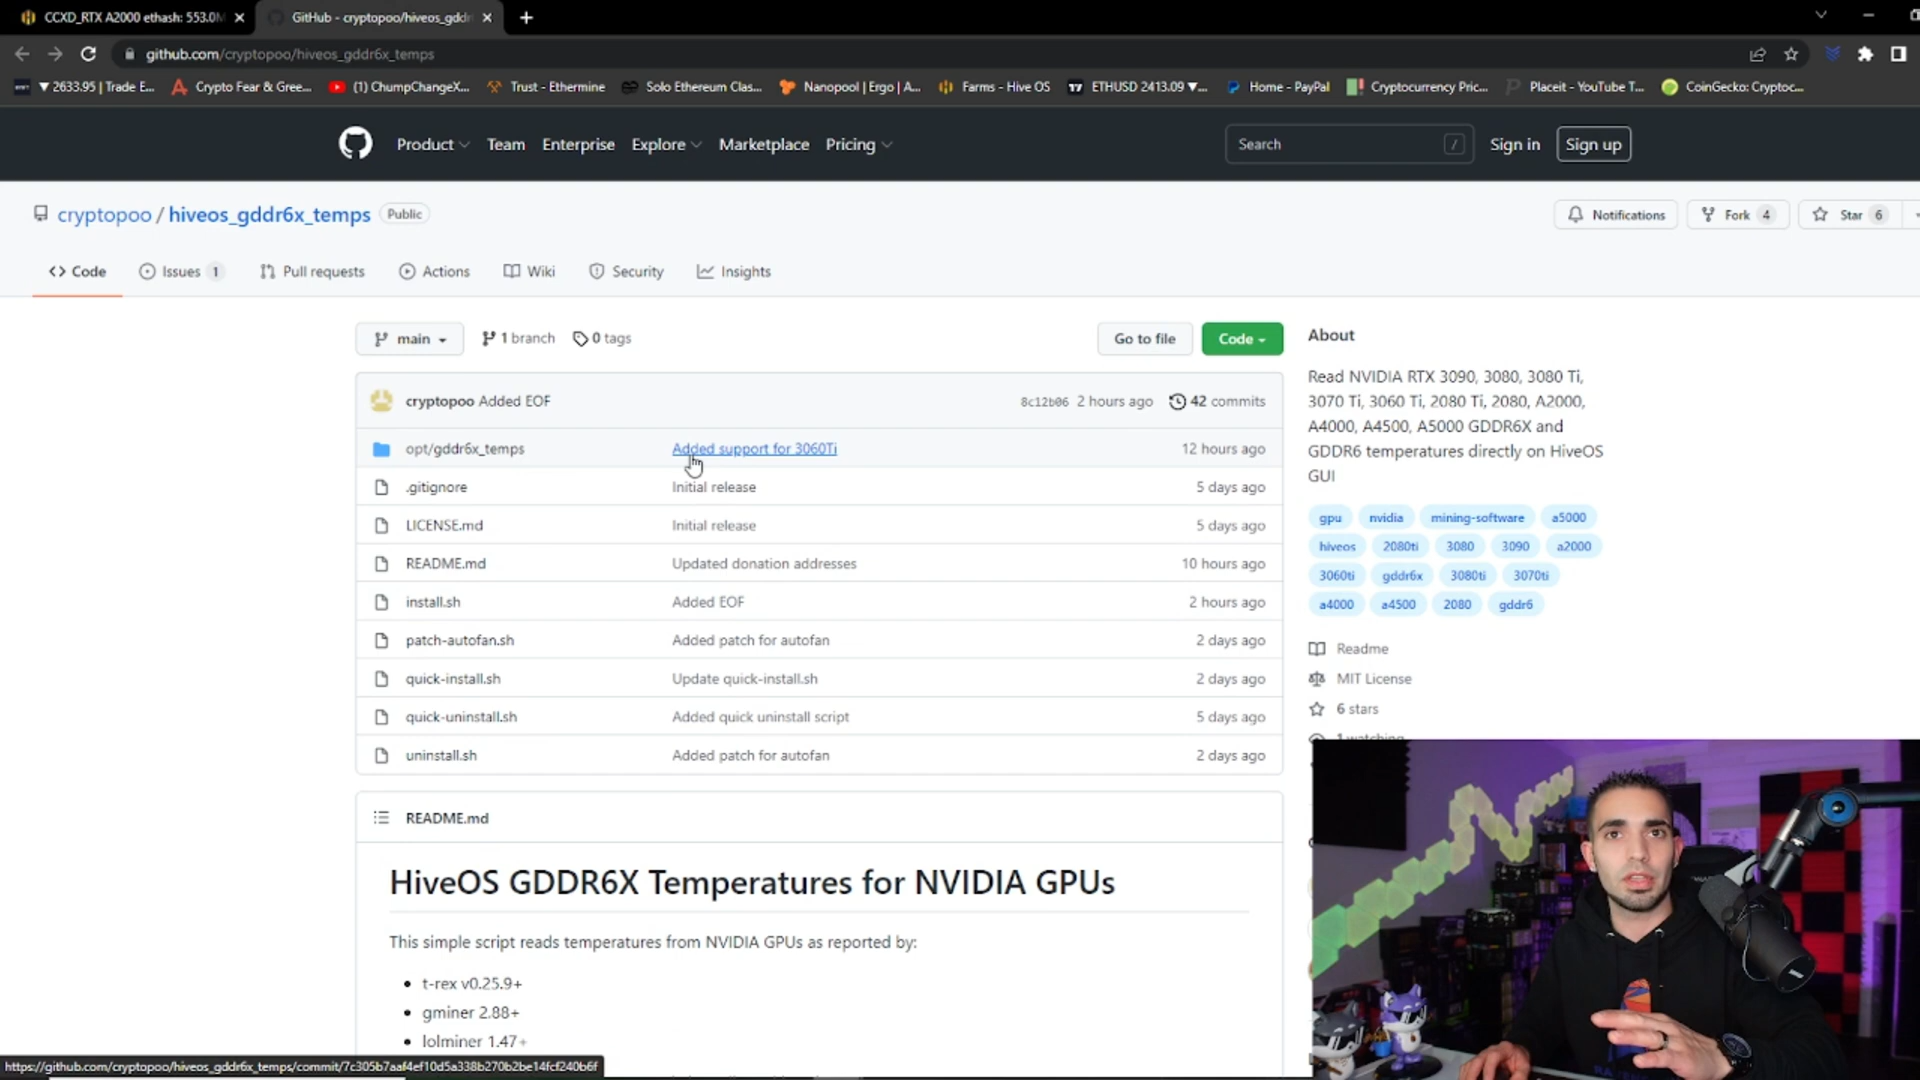 CCXD_RTX A2000 ethash: 553.0M
GitHub - cryptopoo/hiveos_gddr
github.com/cryptopoo/hiveos_gddr6x_temps
▼ 2633.95 | Trade E...
Crypto Fear & Gree...
(1) ChumpChangeX...
Trust - Ethermine
Solo Ethereum Clas...
Nanopool | Ergo | A...
Farms - Hive OS
ETHUSD 2413.09 ▼...
Home - PayPal
Cryptocurrency Pric...
Placeit - YouTube T...
CoinGecko: Cryptoc...
Product
Team
Enterprise
Explore
Marketplace
Pricing
Search
/
Sign in
Sign up
cryptopoo / hiveos_gddr6x_temps
Public
Notifications
Fork 4
Star 6
<> Code
Issues 1
Pull requests
Actions
Wiki
Security
Insights
main
1 branch
0 tags
Go to file
Code
cryptopoo Added EOF
8c12b06 2 hours ago
42 commits
opt/gddr6x_temps
Added support for 3060Ti
12 hours ago
.gitignore
Initial release
5 days ago
LICENSE.md
Initial release
5 days ago
README.md
Updated donation addresses
10 hours ago
install.sh
Added EOF
2 hours ago
patch-autofan.sh
Added patch for autofan
2 days ago
quick-install.sh
Update quick-install.sh
2 days ago
quick-uninstall.sh
Added quick uninstall script
5 days ago
uninstall.sh
Added patch for autofan
2 days ago
About
Read NVIDIA RTX 3090, 3080, 3080 Ti,
3070 Ti, 3060 Ti, 2080 Ti, 2080, A2000,
A4000, A4500, A5000 GDDR6X and
GDDR6 temperatures directly on HiveOS
GUI
gpu nvidia mining-software a5000
hiveos 2080ti 3080 3090 a2000
3060ti gddr6x 3080ti 3070ti
a4000 a4500 2080 gddr6
Readme
MIT License
6 stars
1 watching
README.md
HiveOS GDDR6X Temperatures for NVIDIA GPUs
This simple script reads temperatures from NVIDIA GPUs as reported by:
• t-rex v0.25.9+
• gminer 2.88+
• lolminer 1.47+
https://github.com/cryptopoo/hiveos_gddr6x_temps/commit/7c305b7aaf4ef10d5a338b270b2be14fcf240b6f